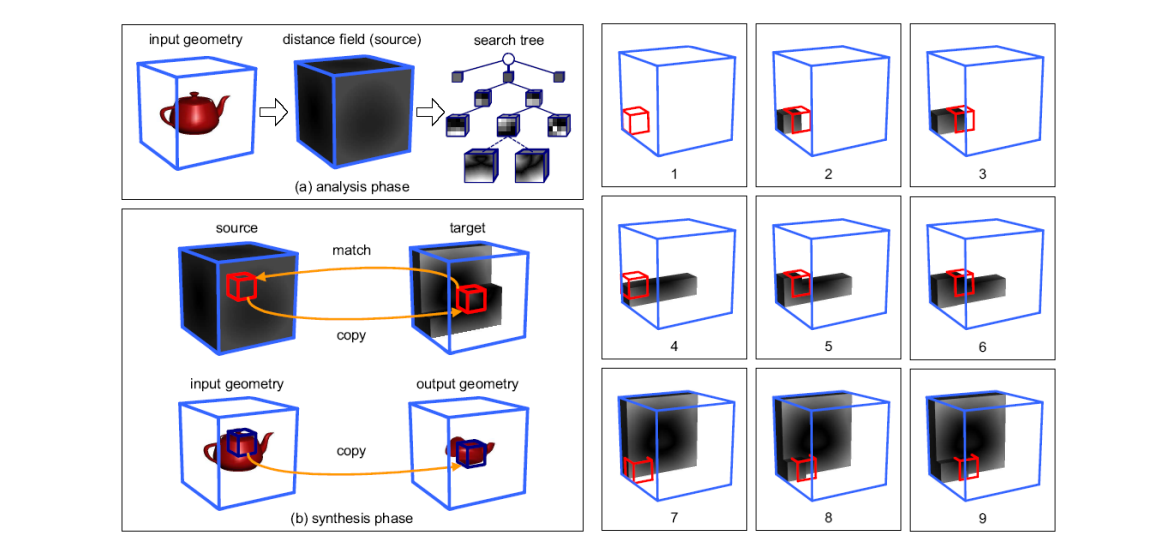 input geometry
distance field (source)
search tree
(a) analysis phase
source
match
target
copy
input geometry
output geometry
copy
(b) synthesis phase
1
2
3
4
5
6
7
8
9